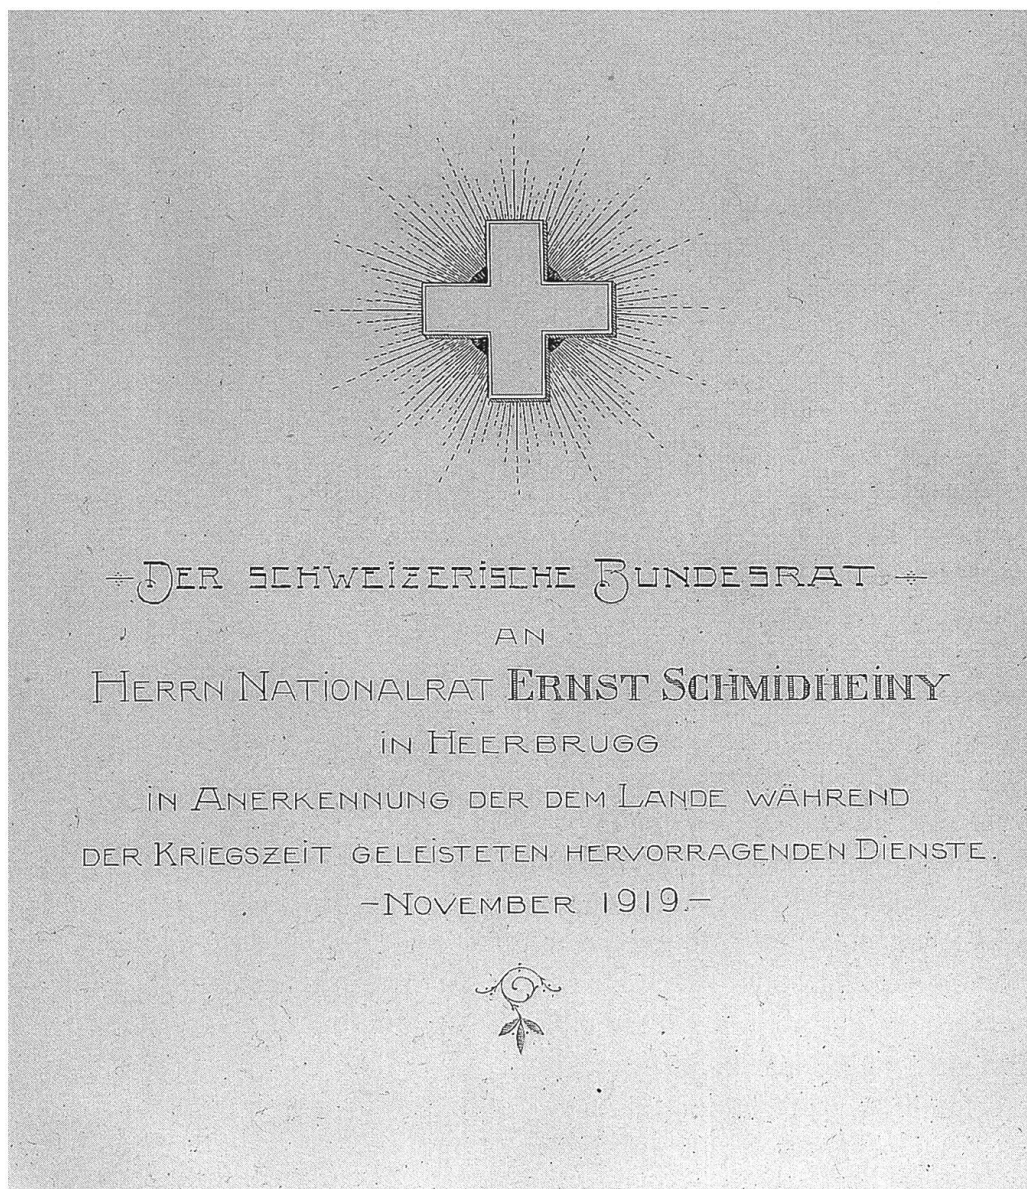 DER SCHWEIZERISCHE BUNDESRAT
AN
HERRN NATIONALRAT ERNST SCHMIDHEINY
IN HEERBRUGG
IN ANERKENNUNG DER DEM LANDE WÄHREND
DER KRIEGSZEIT GELEISTETEN HERVORRAGENDEN DIENSTE.
-NOVEMBER 1919.-